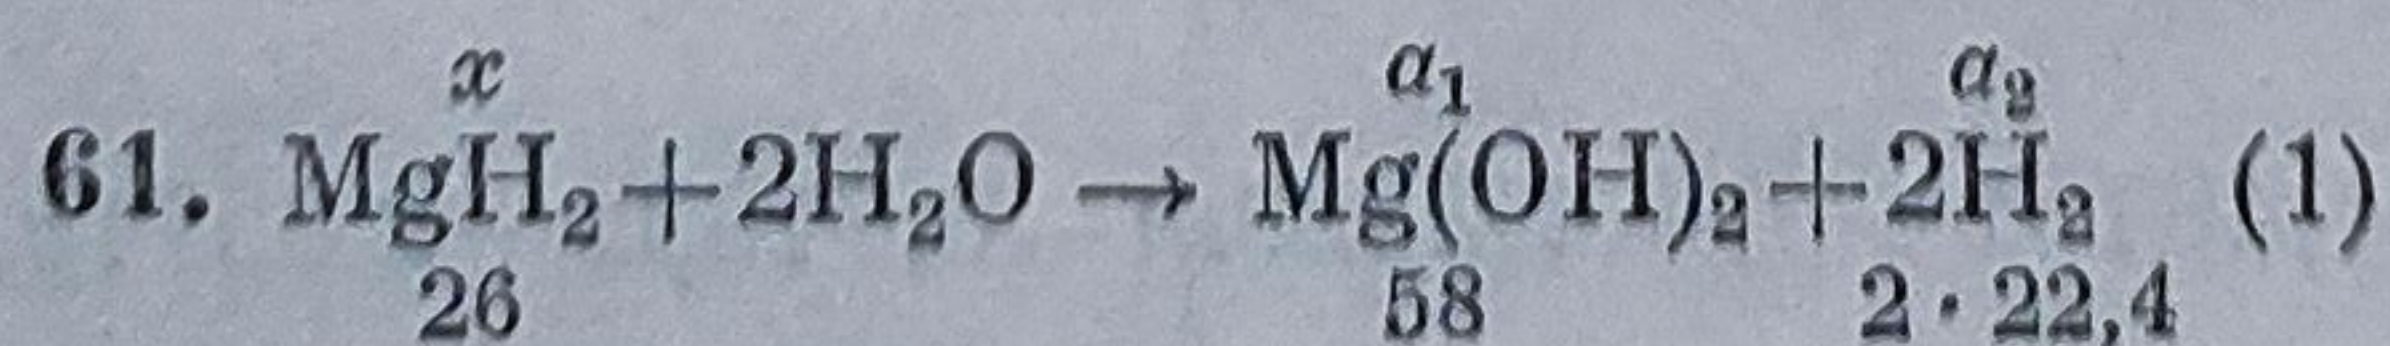 x a₁ a₂
61. MgH₂+2H₂O → Mg(OH)₂+2H₂ (1)
26 58 2·22,4